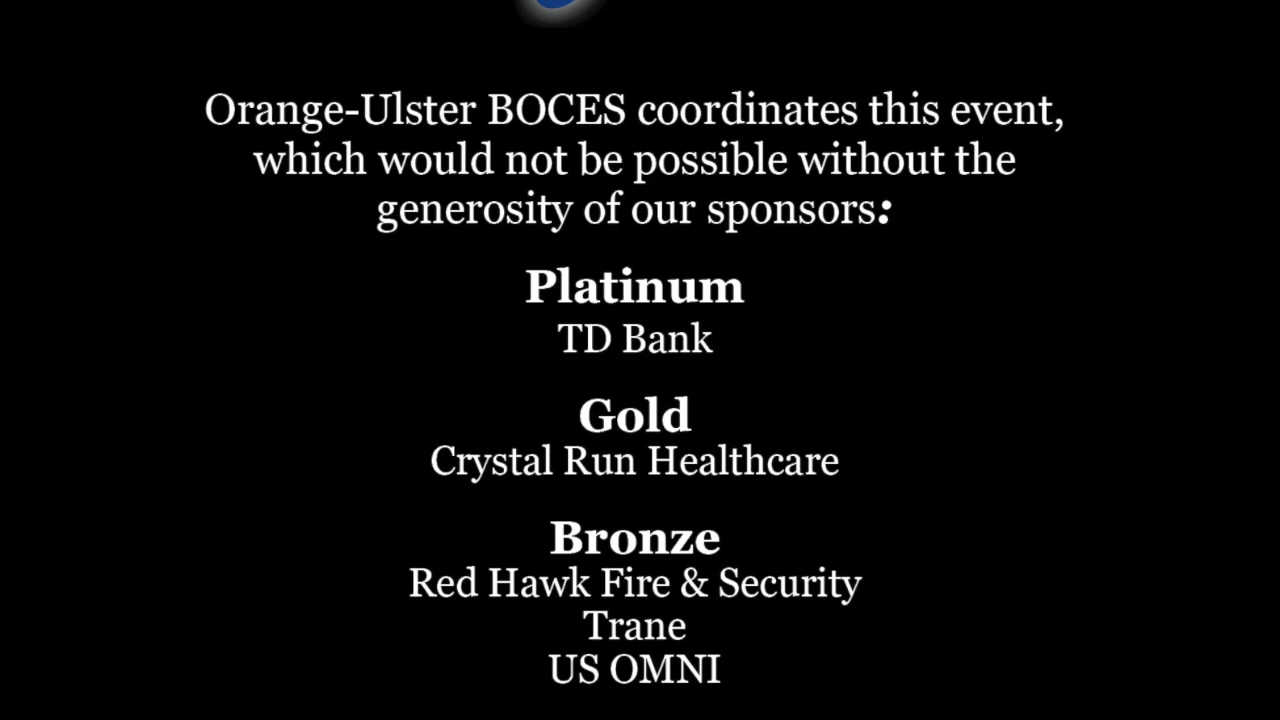 Orange-Ulster BOCES coordinates this event,
which would not be possible without the
generosity of our sponsors:
Platinum
TD Bank
Gold
Crystal Run Healthcare
Bronze
Red Hawk Fire & Security
Trane
US OMNI